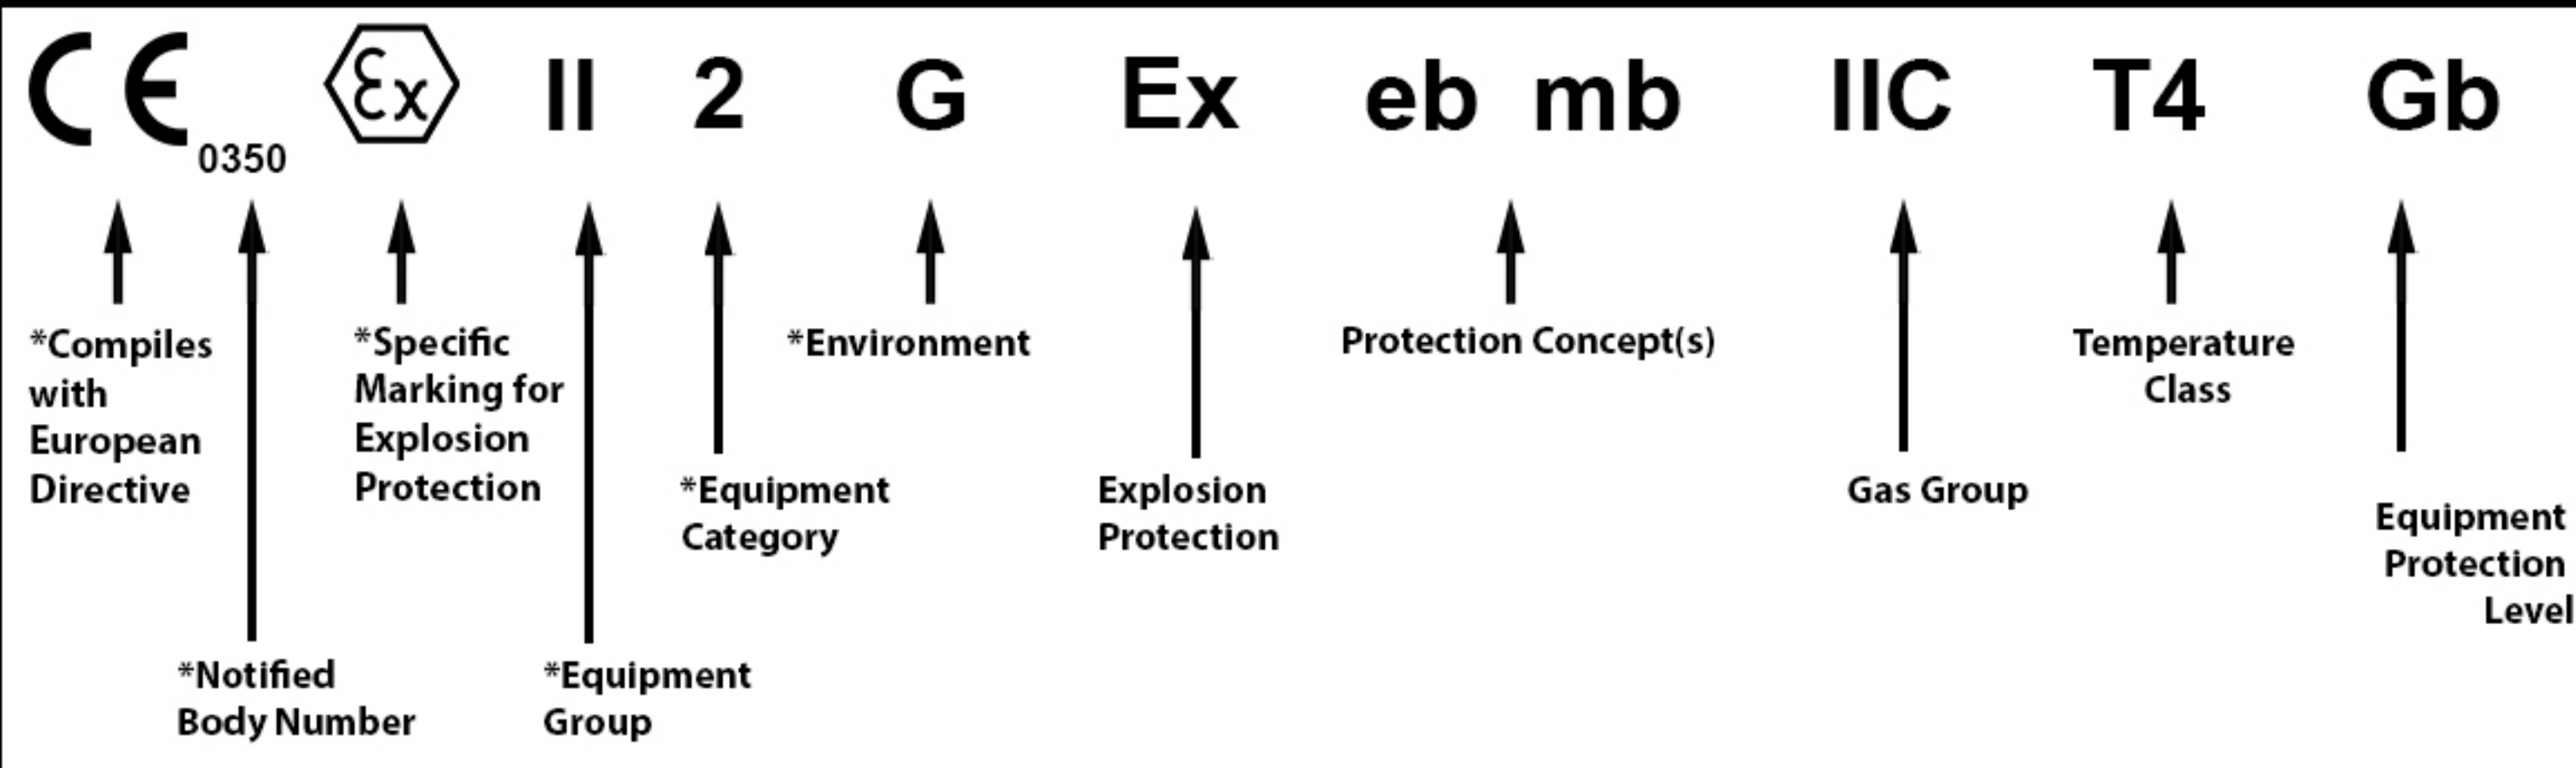 CE 0350 Ex II 2 G Ex eb mb IIC T4 Gb
*Compiles
with
European
Directive
*Notified
Body Number
*Specific
Marking for
Explosion
Protection
*Equipment
Group
*Equipment
Category
*Environment
Explosion
Protection
Protection Concept(s)
Gas Group
Temperature
Class
Equipment
Protection
Level